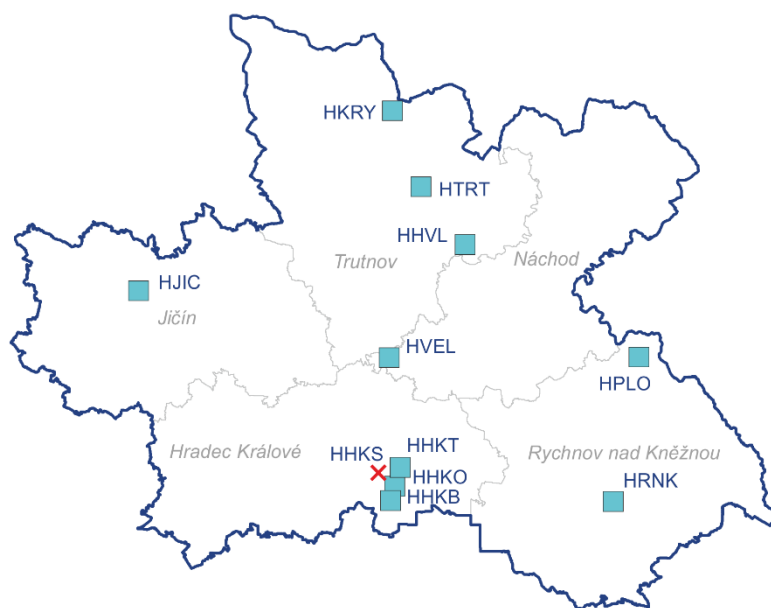 HKRY
HTRT
HHVL
Trutnov
Náchod
HJIC
Jičín
HVEL
HPLO
Hradec Králové
HHKS
HHKT
Rychnov nad Kněžnou
HHKO
HRNK
HHKB